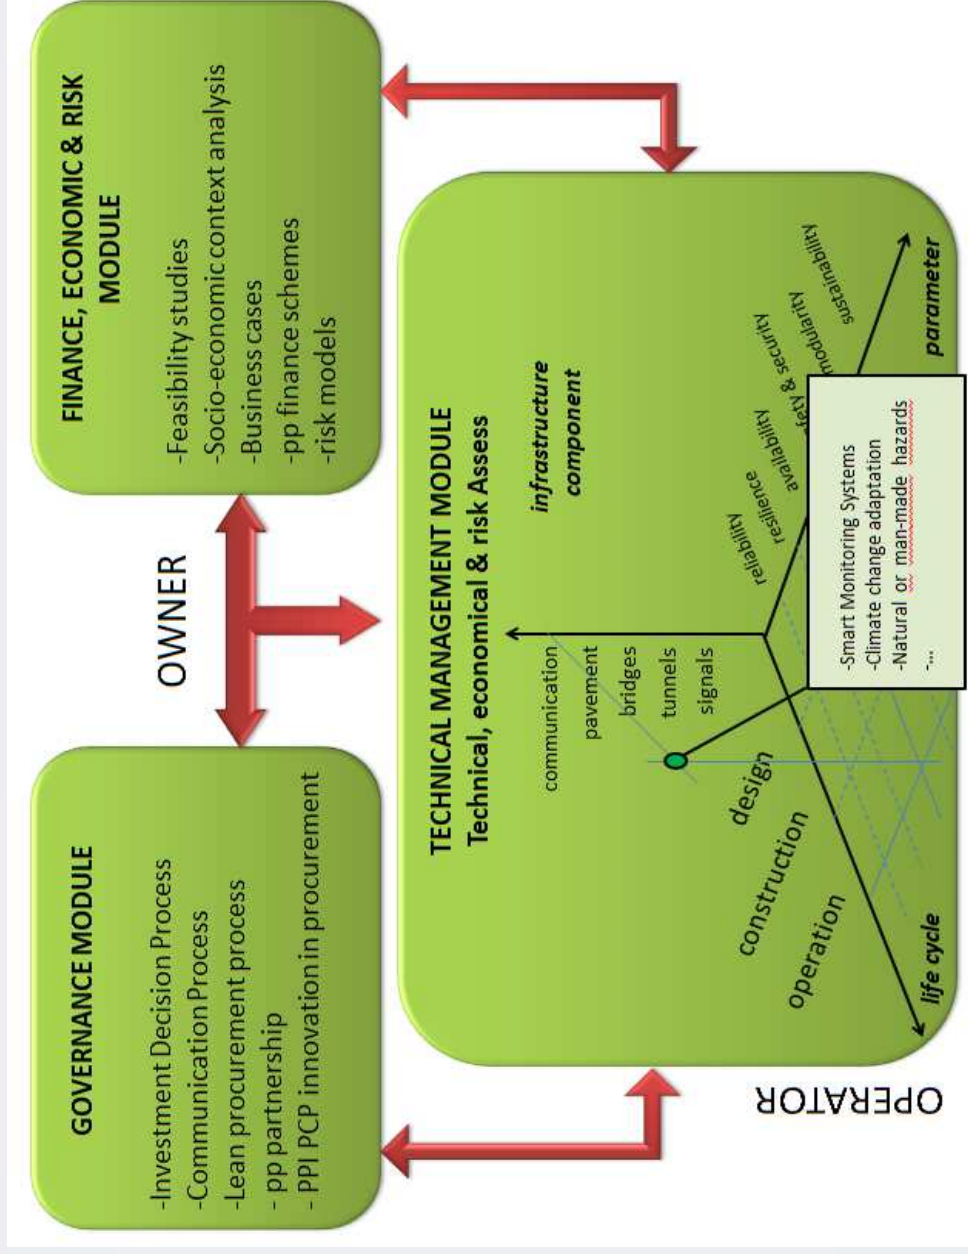 GOVERNANCE MODULE
-Investment Decision Process
-Communication Process
-Lean procurement process
- pp partnership
- PPI PCP innovation in procurement
OWNER
FINANCE, ECONOMIC & RISK
MODULE
-Feasibility studies
-Socio-economic context analysis
-Business cases
-pp finance schemes
-risk models
OPERATOR
TECHNICAL MANAGEMENT MODULE
Technical, economical & risk Assess
infrastructure
component
communication
pavement
bridges
tunnels
signals
design
construction
operation
life cycle
reliability
resilience
availability
& security
modularity
sustainability
parameter
-Smart Monitoring Systems
-Climate change adaptation
-Natural or man-made hazards
-...